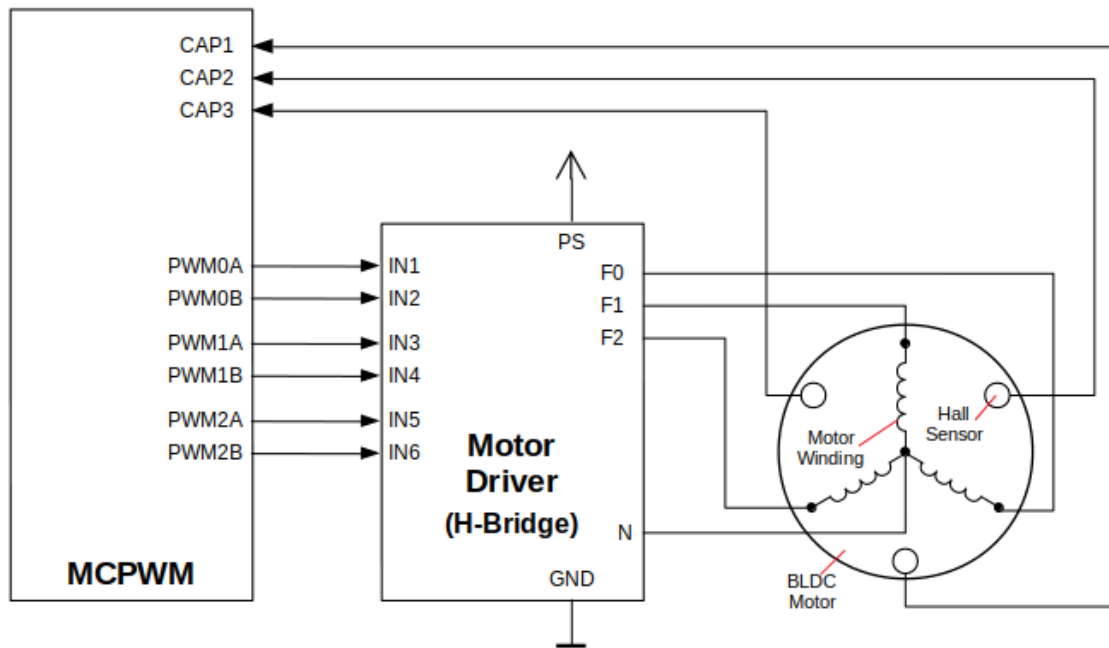 CAP1
CAP2
CAP3
PWM0A
PWM0B
PWM1A
PWM1B
PWM2A
PWM2B
MCPWM
PS
IN1
IN2
IN3
IN4
IN5
IN6
F0
F1
F2
Motor
Driver
(H-Bridge)
N
GND
Hall
Sensor
Motor
Winding
BLDC
Motor